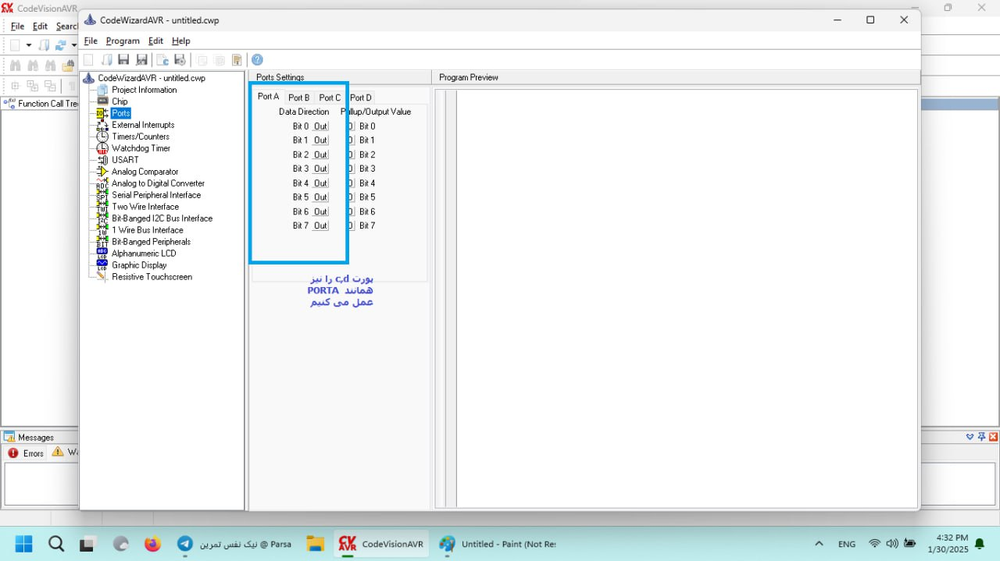 CodeVisionAVR
CodeWizardAVR - untitled.cwp
File Edit Searc
File Program Edit Help
CodeWizardAVR - untitled.cwp
Project Information
Chip
Ports
External Interrupts
Timers/Counters
Watchdog Timer
USART
Analog Comparator
Analog to Digital Converter
Serial Peripheral Interface
Two Wire Interface
Bit-Banged I2C Bus Interface
1 Wire Bus Interface
Bit-Banged Peripherals
Alphanumeric LCD
Graphic Display
Resistive Touchscreen
Function Call Tre
Ports Settings
Port A Port B Port C Port D
Data Direction Pullup/Output Value
Bit 0 Out 0 Bit 0
Bit 1 Out 0 Bit 1
Bit 2 Out 0 Bit 2
Bit 3 Out 0 Bit 3
Bit 4 Out 0 Bit 4
Bit 5 Out 0 Bit 5
Bit 6 Out 0 Bit 6
Bit 7 Out 0 Bit 7
پورت c,d را نیز
همانند PORTA
عمل می کنیم
Program Preview
Messages
Errors Wa
نیک نفس تمرین @ Parsa
CodeVisionAVR
Untitled - Paint (Not Res
ENG
4:32 PM
1/30/2025